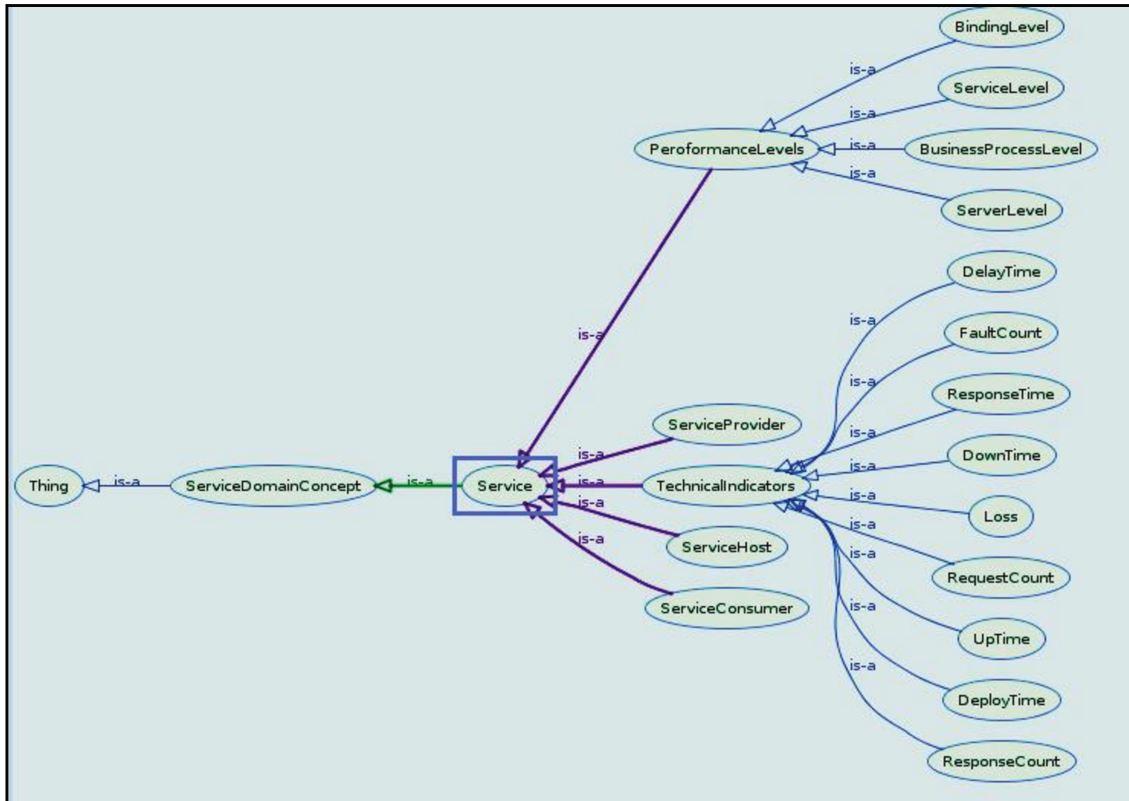 BindingLevel
is-a
ServiceLevel
is-a
PeroformanceLevels
is-a
BusinessProcessLevel
is-a
ServerLevel
DelayTime
is-a
is-a
FaultCount
is-a
ResponseTime
ServiceProvider
is-a
is-a
DownTime
is-a
Thing
is-a
ServiceDomainConcept
is-a
Service
is-a
TechnicalIndicators
is-a
is-a
Loss
is-a
is-a
ServiceHost
is-a
RequestCount
ServiceConsumer
is-a
UpTime
is-a
DeployTime
ResponseCount